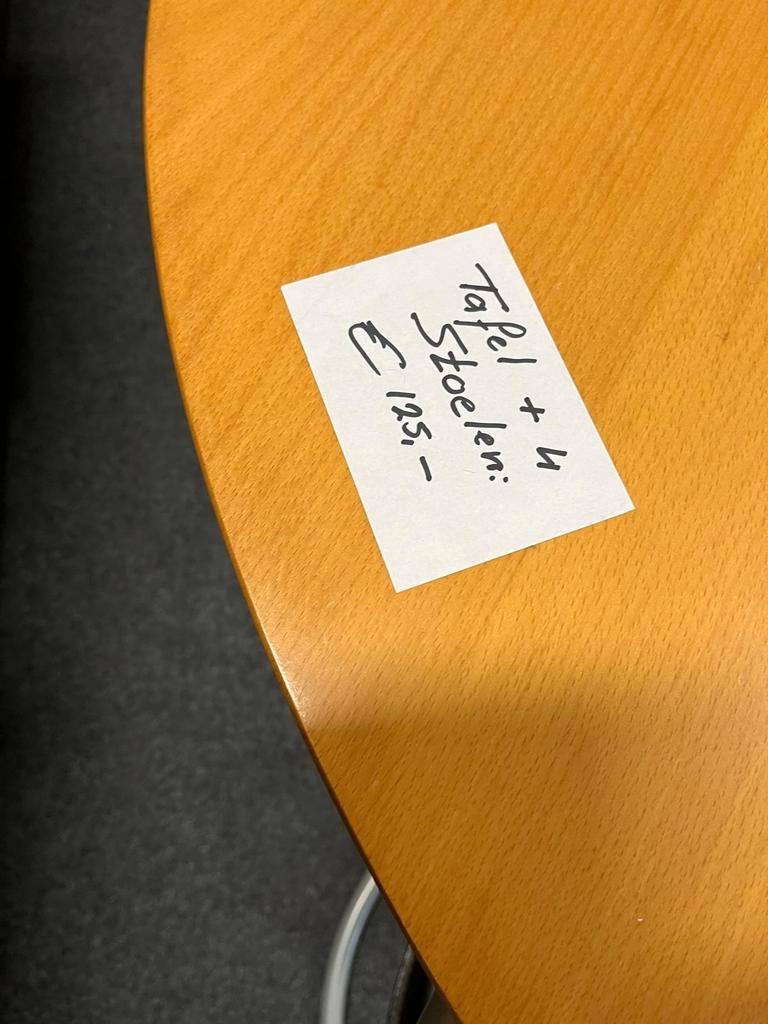 Tafel + 4
Stoelen:
€ 125,-